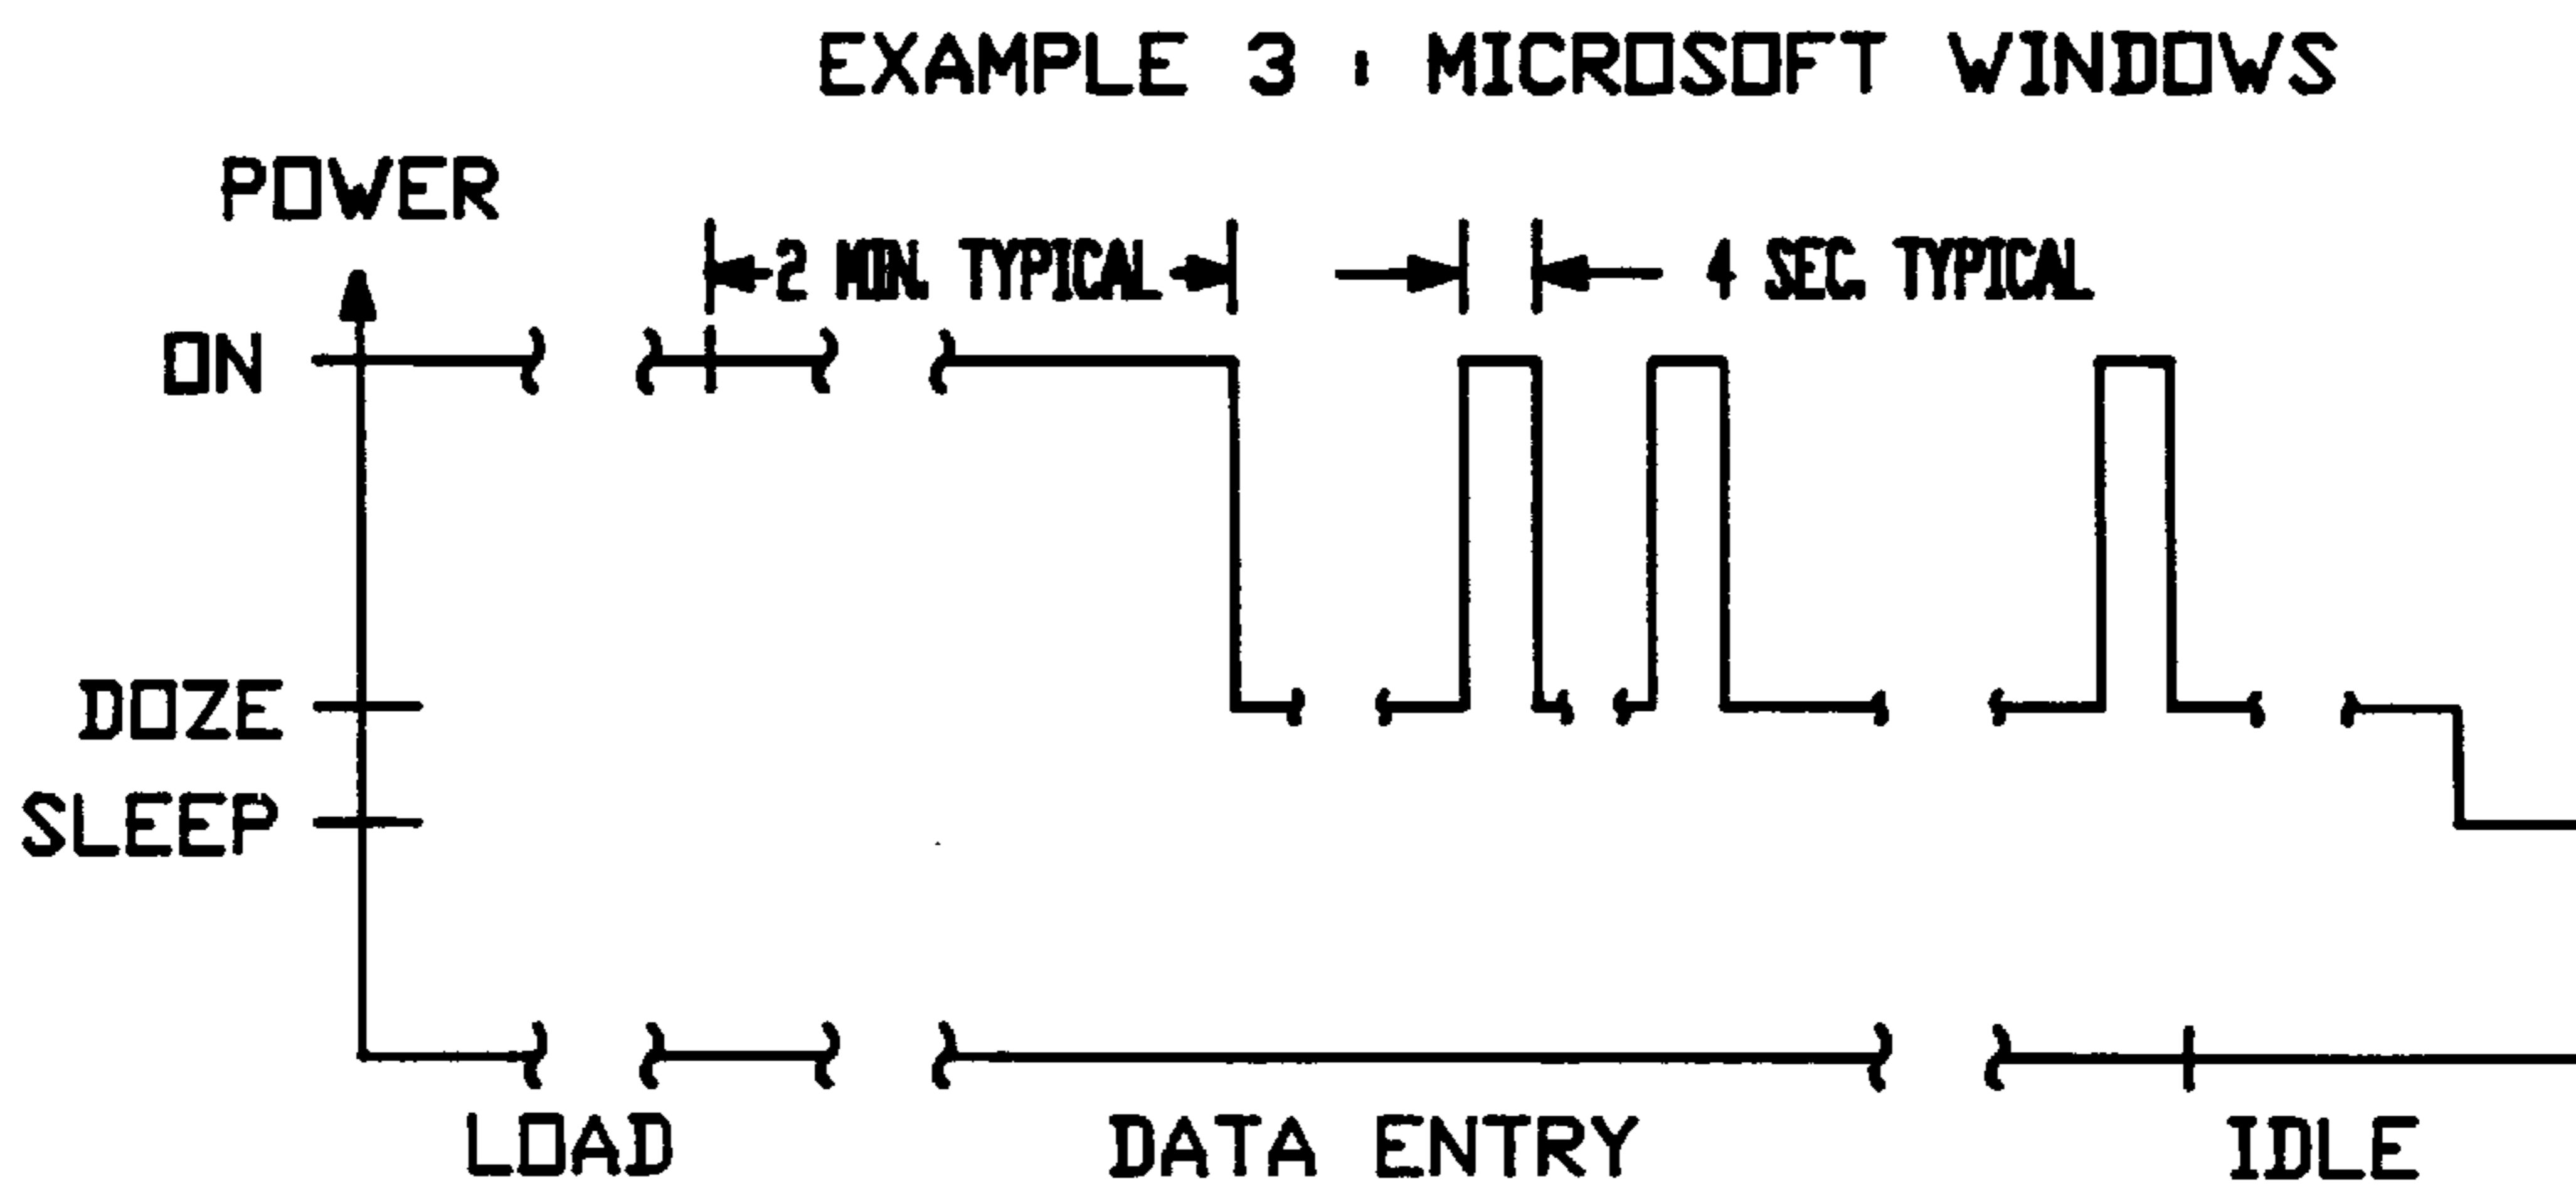 EXAMPLE 3 : MICROSOFT WINDOWS
POWER
2 MIN. TYPICAL
4 SEC. TYPICAL
ON
DOZE
SLEEP
LOAD
DATA ENTRY
IDLE